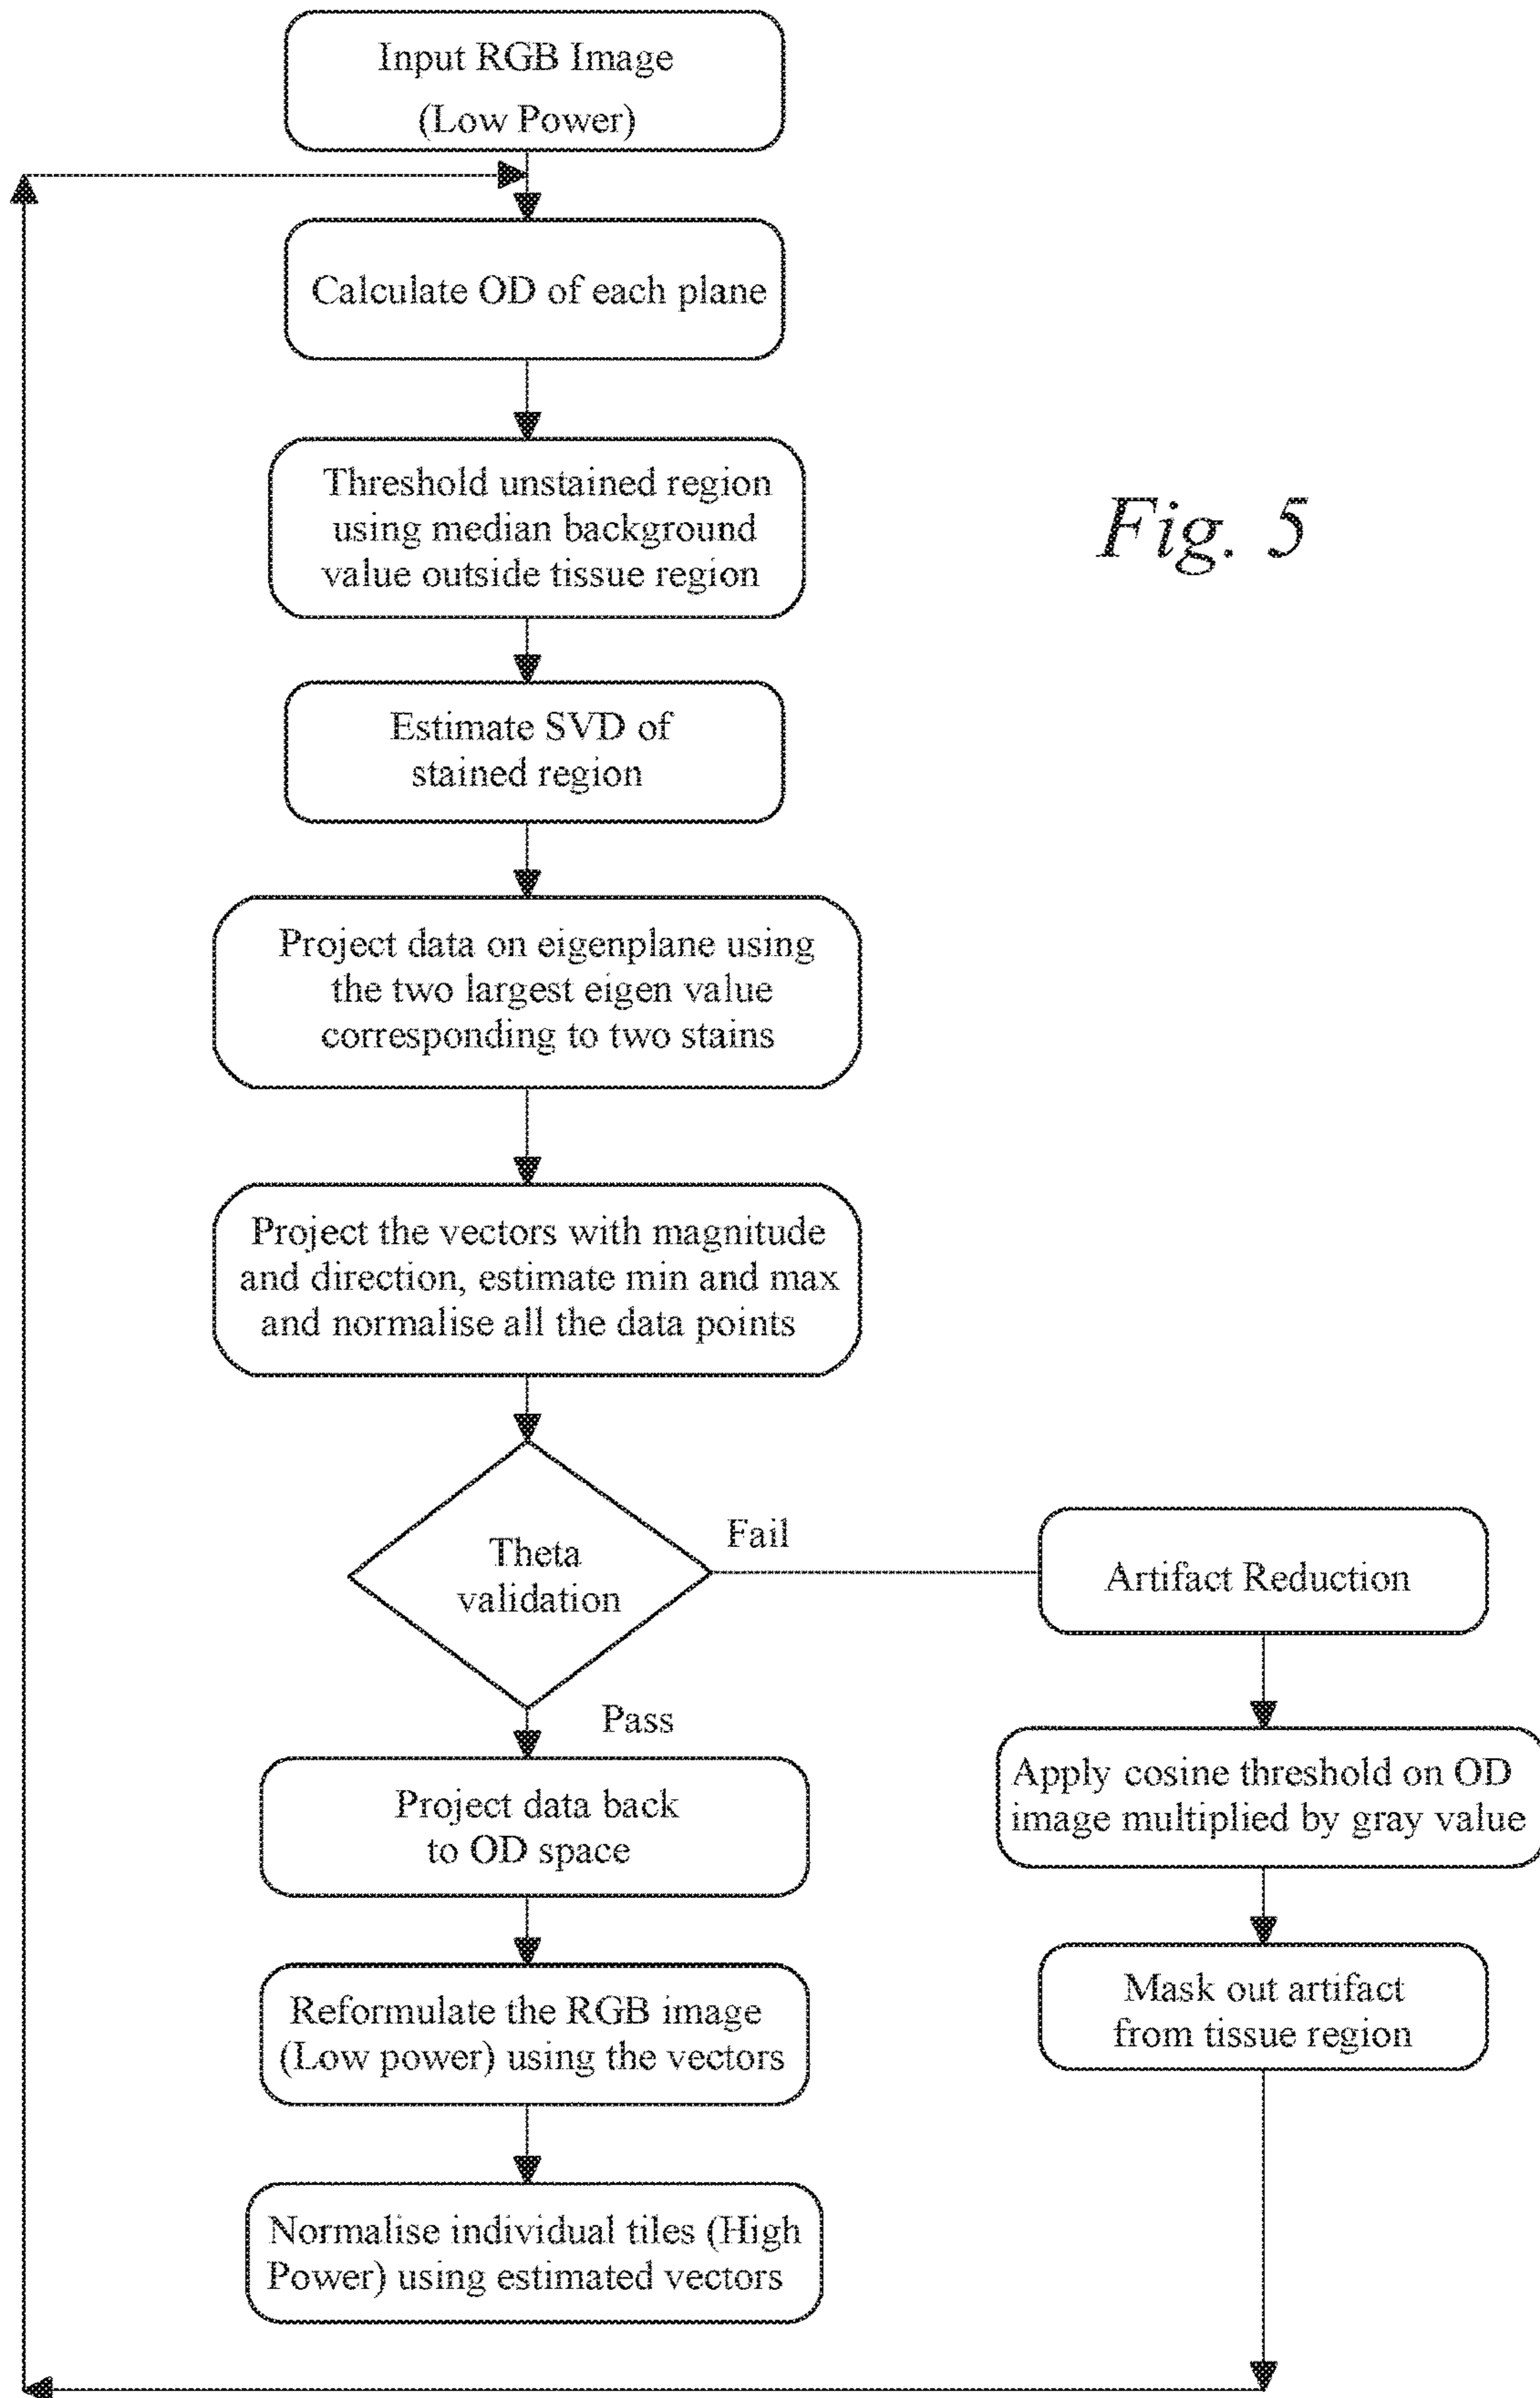 Input RGB Image
(Low Power)
Calculate OD of each plane
Threshold unstained region
using median background
value outside tissue region
Fig. 5
Estimate SVD of
stained region
Project data on eigenplane using
the two largest eigen value
corresponding to two stains
Project the vectors with magnitude
and direction, estimate min and max
and normalise all the data points
Theta
validation
Fail
Pass
Artifact Reduction
Apply cosine threshold on OD
image multiplied by gray value
Mask out artifact
from tissue region
Project data back
to OD space
Reformulate the RGB image
(Low power) using the vectors
Normalise individual tiles (High
Power) using estimated vectors